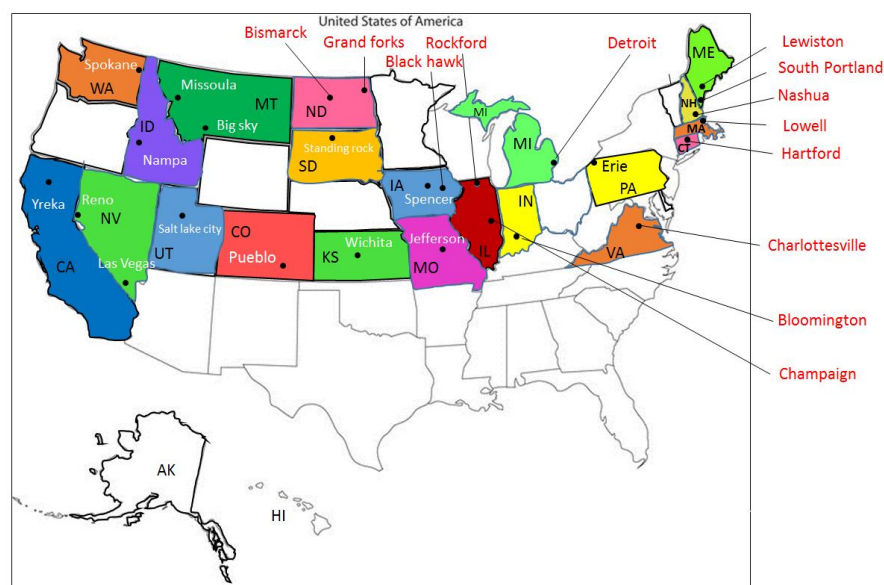 United States of America
Bismarck
Grand forks
Rockford
Black hawk
Detroit
Lewiston
South Portland
Nashua
Lowell
Hartford
Charlottesville
Bloomington
Champaign
Spokane
WA
Missoula
MT
Big sky
ID
Nampa
ND
Standing rock
SD
MI
MI
ME
NH
MA
CT
Erie
PA
IA
Spencer
IN
IL
Yreka
Reno
NV
Salt lake city
UT
CO
Pueblo
Wichita
KS
Jefferson
MO
VA
CA
Las Vegas
AK
HI